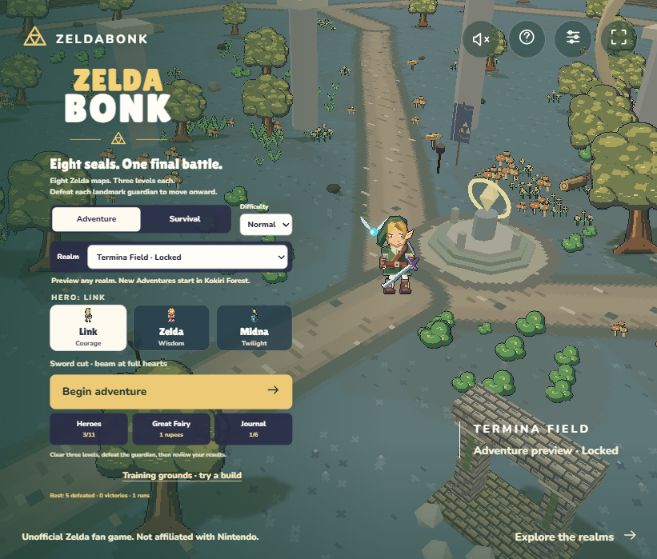 ZELDABONK
ZELDA
BONK
Eight seals. One final battle.
Eight Zelda maps. Three levels each.
Defeat each landmark guardian to move onward.
Adventure
Survival
Difficulty
Normal
Realm
Termina Field · Locked
Preview any realm. New Adventures start in Kokiri Forest.
HERO: LINK
Link
Courage
Zelda
Wisdom
Midna
Twilight
Sword cut · beam at full hearts
Begin adventure →
Heroes
3/11
Great Fairy
1 rupees
Journal
1/6
Clear three levels, defeat the guardian, then review your results.
Training grounds · try a build
Best: 5 defeated · 0 victories · 1 runs
TERMINA FIELD
Adventure preview · Locked
Unofficial Zelda fan game. Not affiliated with Nintendo.
Explore the realms →